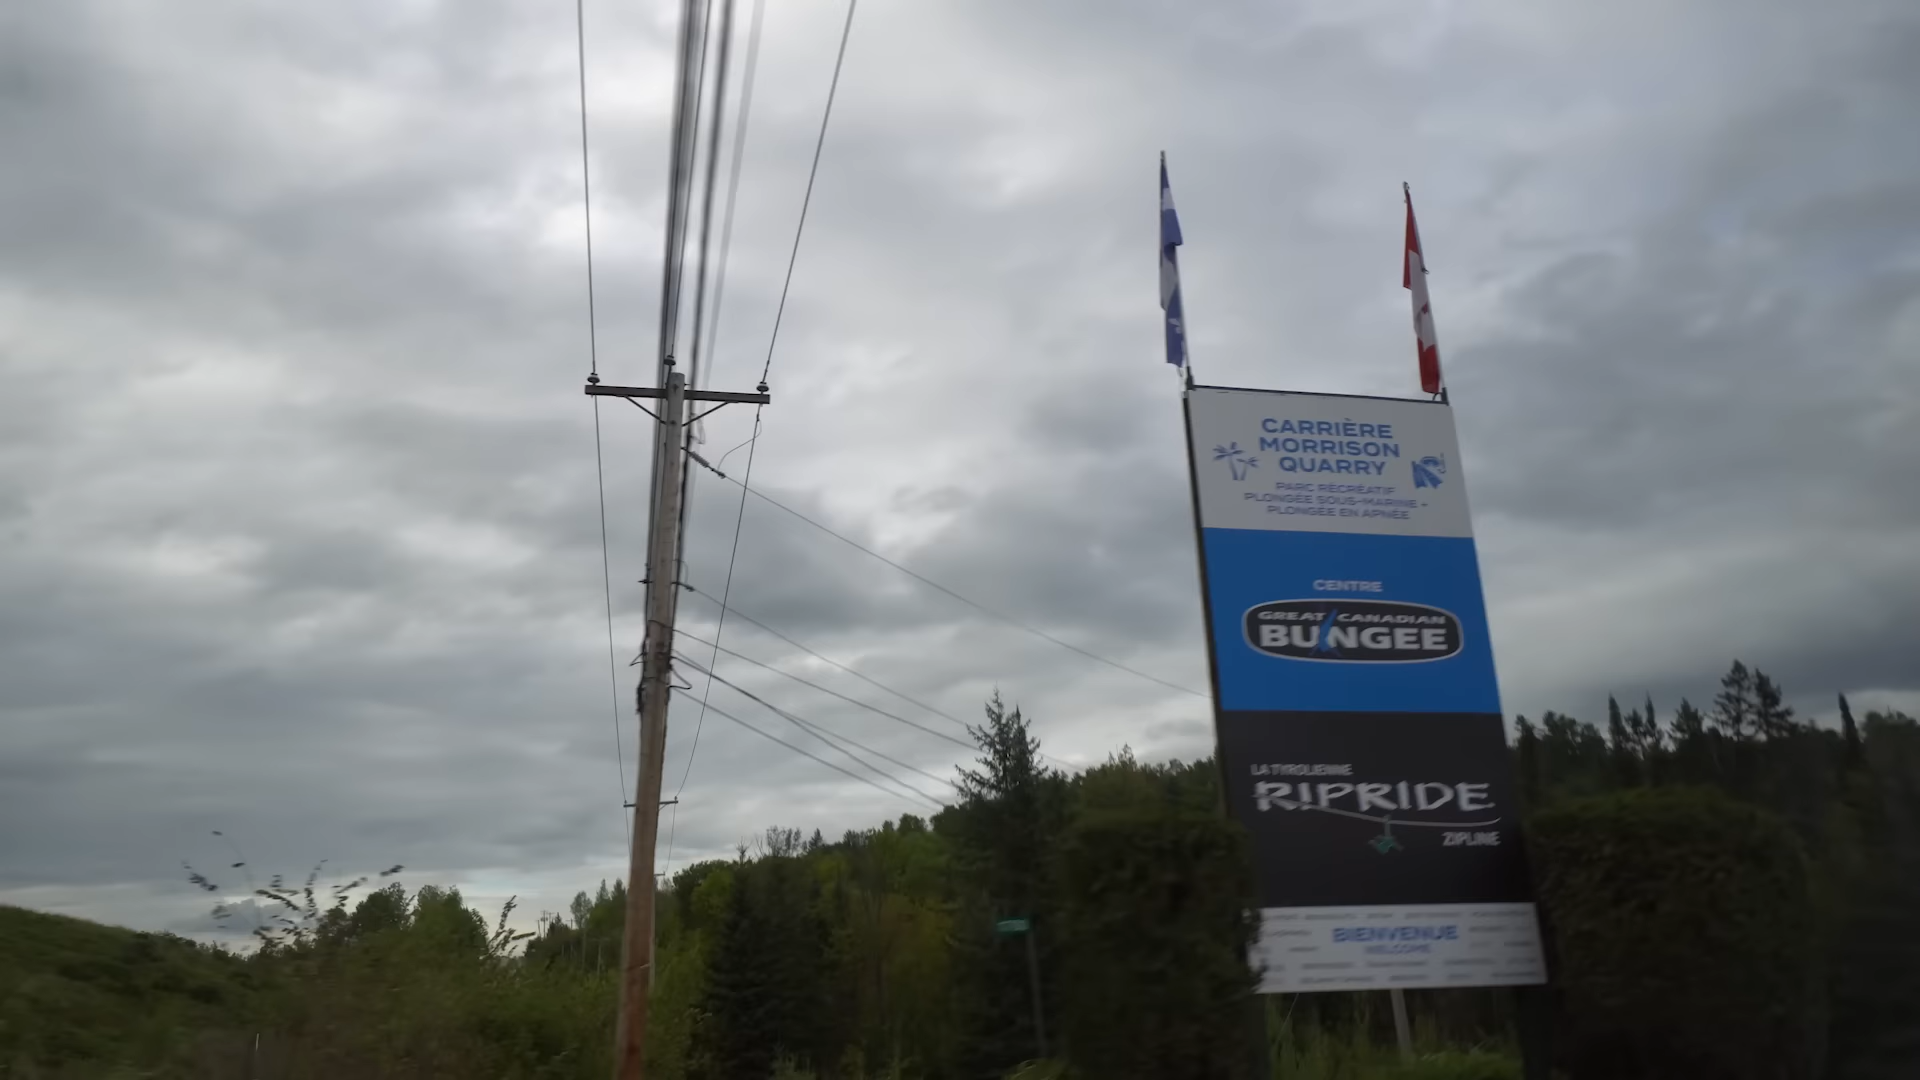 CARRIÈRE
MORRISON
QUARRY
PARC RÉCRÉATIF
PLONGÉE SOUS-MARINE -
PLONGÉE EN APNÉE
CENTRE
GREAT CANADIAN
BUNGEE
LA TYROLIENNE
RIPRIDE
ZIPLINE
BIENVENUE
WELCOME